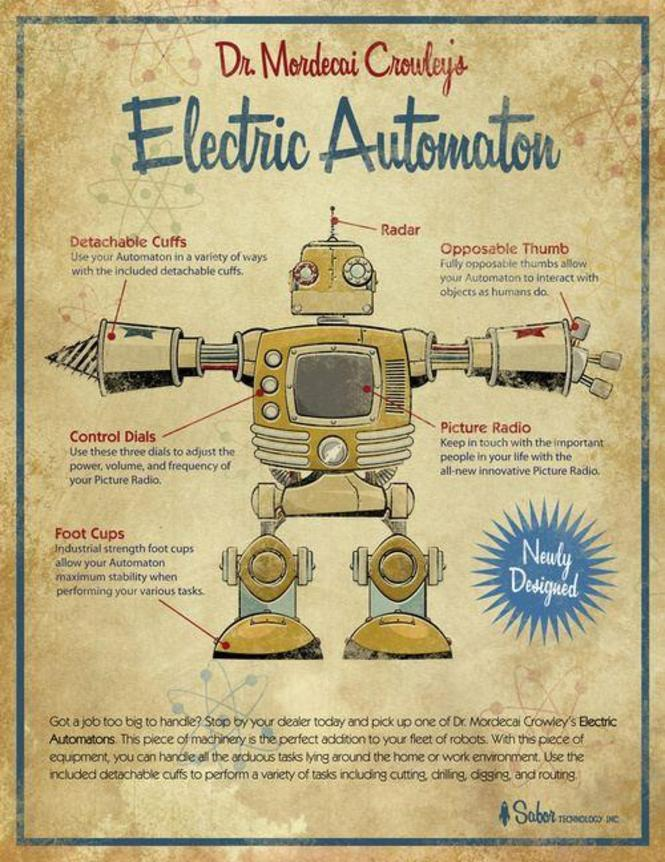 Dr. Mordecai Crowley's
Electric Automaton
Radar
Detachable Cuffs
Use your Automaton in a variety of ways
with the included detachable cuffs.
Opposable Thumb
Fully opposable thumbs allow
your Automaton to interact with
objects as humans do.
Control Dials
Use these three dials to adjust the
power, volume, and frequency of
your Picture Radio.
Picture Radio
Keep in touch with the important
people in your life with the
all-new innovative Picture Radio.
Foot Cups
Industrial strength foot cups
allow your Automaton
maximum stability when
performing your various tasks.
Newly
Designed
Got a job too big to handle? Stop by your dealer today and pick up one of Dr. Mordecai Crowley's Electric
Automatons. This piece of machinery is the perfect addition to your fleet of robots. With this piece of
equipment, you can handle all the arduous tasks lying around the home or work environment. Use the
included detachable cuffs to perform a variety of tasks including cutting, drilling, digging, and routing.
Sabor TECHNOLOGY INC